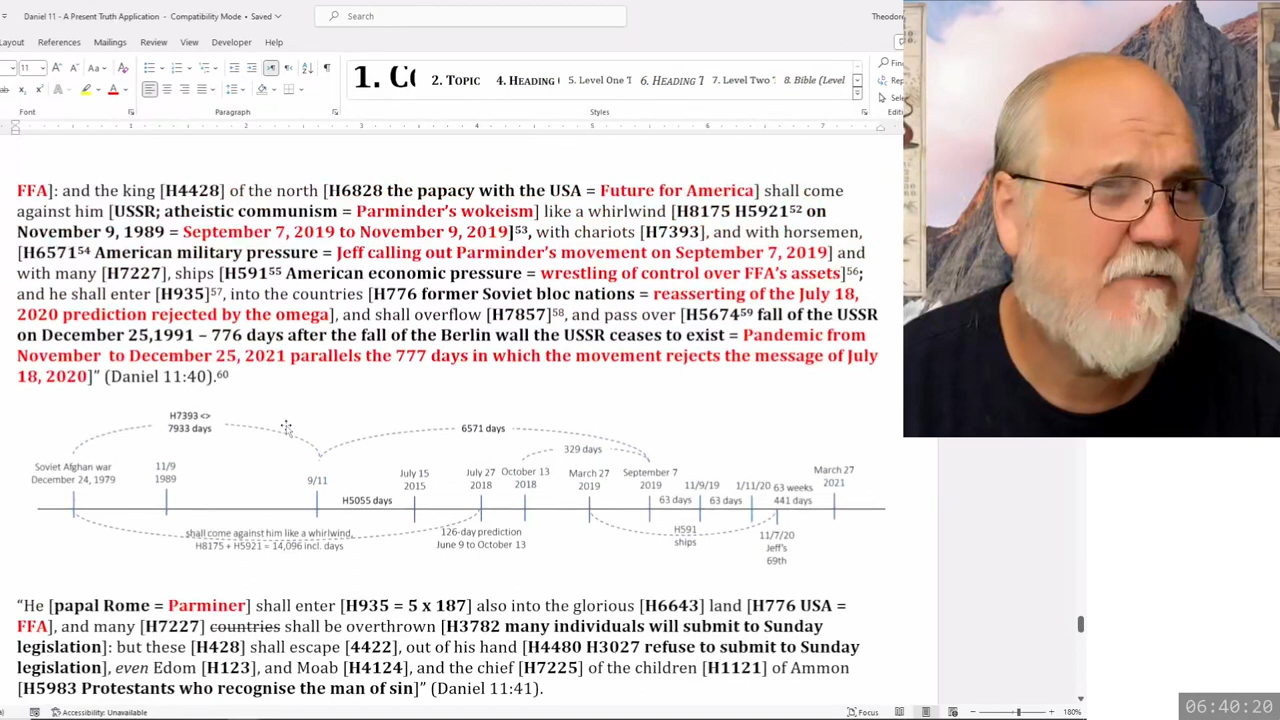 Daniel 11 - A Present Truth Application - Compatibility Mode • Saved
Search
Theodore
Layout References Mailings Review View Developer Help
11
Aa
1. Co
2. TOPIC
4. HEADING
5. Level One
6. HEADING
7. Level Two
8. Bible (Level
Font
Paragraph
Styles
1 2 3 4 5 6 7
FFA]: and the king [H4428] of the north [H6828 the papacy with the USA = Future for America] shall come
against him [USSR; atheistic communism = Parminder’s wokeism] like a whirlwind [H8175 H5921⁵² on
November 9, 1989 = September 7, 2019 to November 9, 2019]⁵³, with chariots [H7393], and with horsemen,
[H6571⁵⁴ American military pressure = Jeff calling out Parminder’s movement on September 7, 2019] and
with many [H7227], ships [H591⁵⁵ American economic pressure = wrestling of control over FFA’s assets]⁵⁶;
and he shall enter [H935]⁵⁷, into the countries [H776 former Soviet bloc nations = reasserting of the July 18,
2020 prediction rejected by the omega], and shall overflow [H7857]⁵⁸, and pass over [H5674⁵⁹ fall of the USSR
on December 25,1991 – 776 days after the fall of the Berlin wall the USSR ceases to exist = Pandemic from
November to December 25, 2021 parallels the 777 days in which the movement rejects the message of July
18, 2020]” (Daniel 11:40).⁶⁰
H7393 <>
7933 days
6571 days
329 days
Soviet Afghan war
December 24, 1979
11/9
1989
9/11
H5055 days
July 15
2015
July 27
2018
October 13
2018
March 27
2019
September 7
2019
63 days
11/9/19
63 days
1/11/20
63 weeks
441 days
March 27
2021
shall come against him like a whirlwind,
H8175 + H5921 = 14,096 incl. days
126-day prediction
June 9 to October 13
H591
ships
11/7/20
Jeff's
69th
“He [papal Rome = Parminer] shall enter [H935 = 5 x 187] also into the glorious [H6643] land [H776 USA =
FFA], and many [H7227] countries shall be overthrown [H3782 many individuals will submit to Sunday
legislation]: but these [H428] shall escape [4422], out of his hand [H4480 H3027 refuse to submit to Sunday
legislation], even Edom [H123], and Moab [H4124], and the chief [H7225] of the children [H1121] of Ammon
[H5983 Protestants who recognise the man of sin]” (Daniel 11:41).
Accessibility: Unavailable
Focus
180%
06:40:20